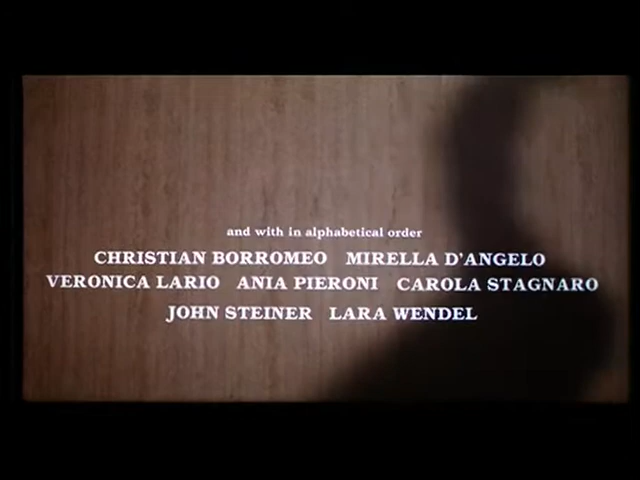 and with in alphabetical order
CHRISTIAN BORROMEO MIRELLA D'ANGELO
VERONICA LARIO ANIA PIERONI CAROLA STAGNARO
JOHN STEINER LARA WENDEL